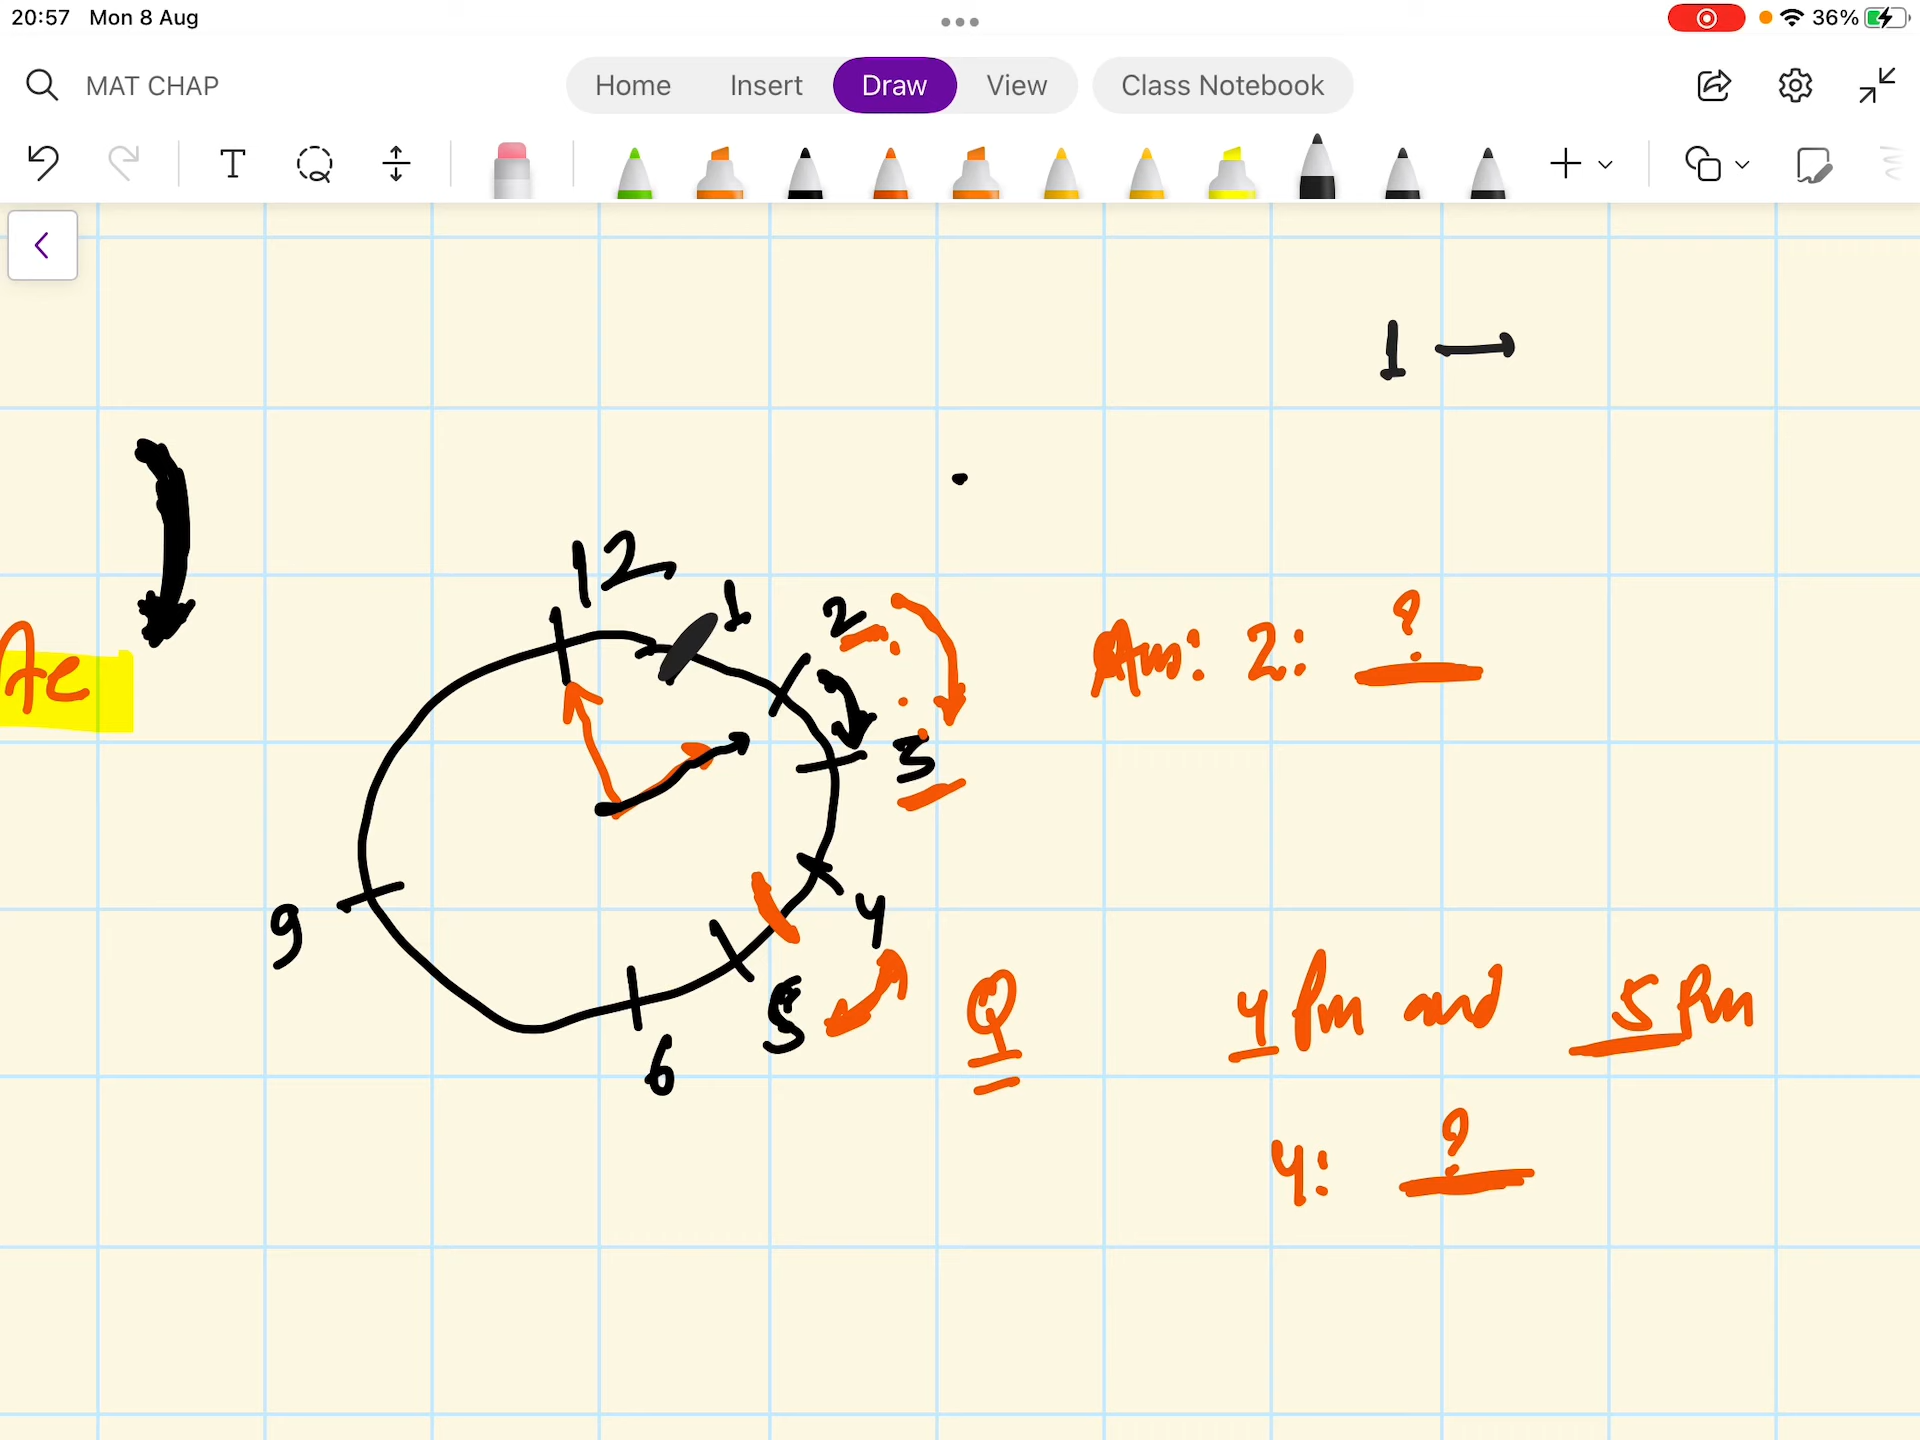 20:57 Mon 8 Aug
36%
MAT CHAP
Home Insert Draw View Class Notebook
T
1
12
1
2
Ae
Ans: 2: ?
3
9
4
5
Q
4 pm and 5 pm
6
4: ?